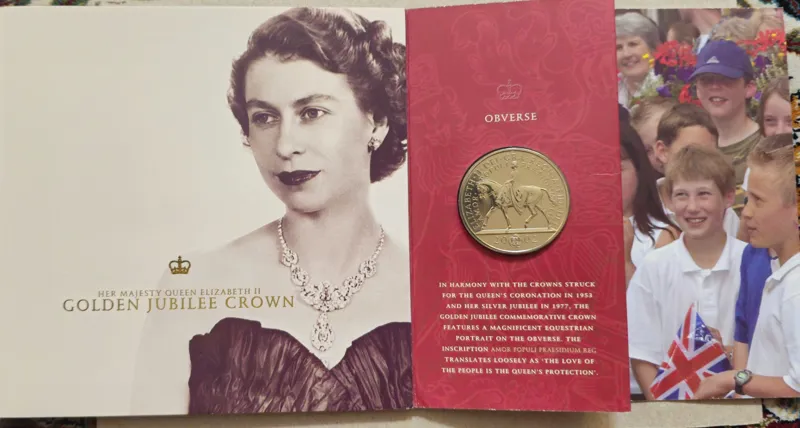 HER MAJESTY QUEEN ELIZABETH II
GOLDEN JUBILEE CROWN
OBVERSE
ELIZABETH
2002
IN HARMONY WITH THE CROWNS STRUCK
FOR THE QUEEN'S CORONATION IN 1953
AND HER SILVER JUBILEE IN 1977, THE
GOLDEN JUBILEE COMMEMORATIVE CROWN
FEATURES A MAGNIFICENT EQUESTRIAN
PORTRAIT ON THE OBVERSE. THE
INSCRIPTION AMOR POPULI PRAESIDIUM REG
TRANSLATES LOOSELY AS 'THE LOVE OF
THE PEOPLE IS THE QUEEN'S PROTECTION'.